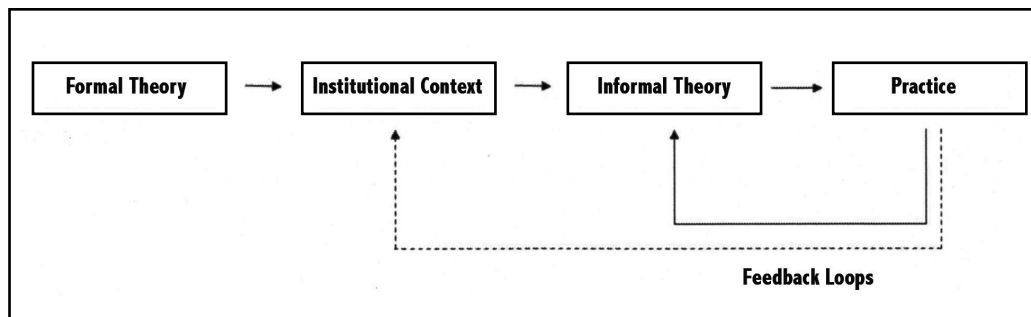 Formal Theory
Institutional Context
Informal Theory
Practice
Feedback Loops